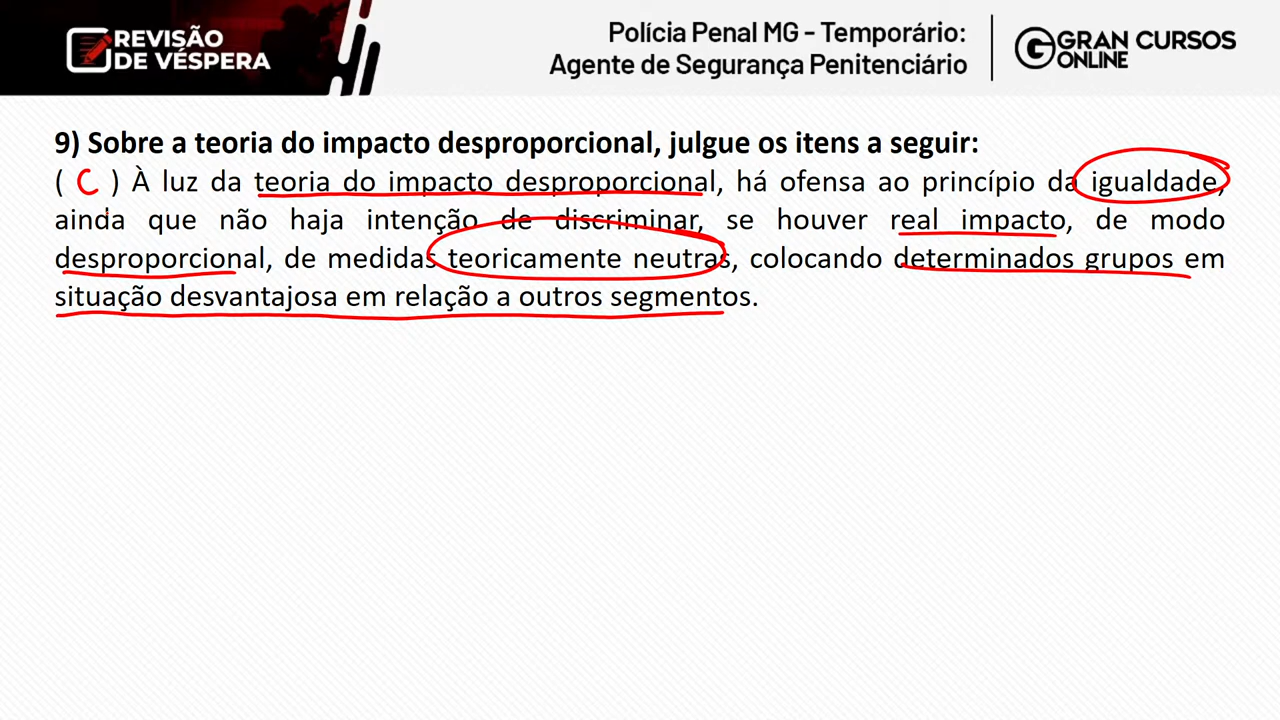 REVISÃO
DE VÉSPERA
Polícia Penal MG - Temporário:
Agente de Segurança Penitenciário
GRAN CURSOS
ONLINE
9) Sobre a teoria do impacto desproporcional, julgue os itens a seguir:
( C ) À luz da teoria do impacto desproporcional, há ofensa ao princípio da igualdade,
ainda que não haja intenção de discriminar, se houver real impacto, de modo
desproporcional, de medidas teoricamente neutras, colocando determinados grupos em
situação desvantajosa em relação a outros segmentos.